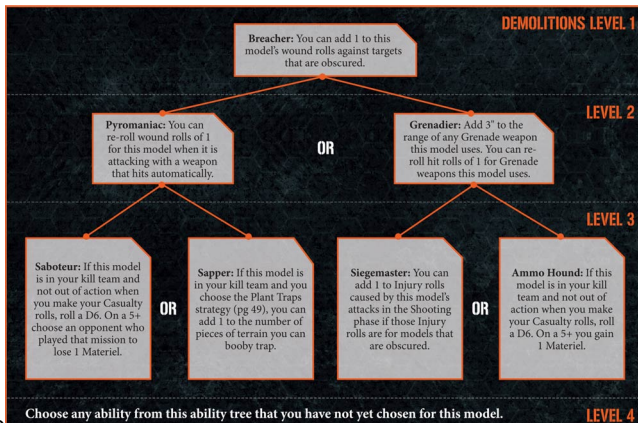 DEMOLITIONS LEVEL 1
Breacher: You can add 1 to this
model's wound rolls against targets
that are obscured.
LEVEL 2
Pyromaniac: You can
re-roll wound rolls of 1
for this model when it is
attacking with a weapon
that hits automatically.
OR
Grenadier: Add 3" to the
range of any Grenade weapon
this model uses. You can re-
roll hit rolls of 1 for Grenade
weapons this model uses.
LEVEL 3
Saboteur: If this model
is in your kill team and
not out of action when
you make your Casualty
rolls, roll a D6. On a 5+
choose an opponent who
played that mission to
lose 1 Materiel.
OR
Sapper: If this model is
in your kill team and you
choose the Plant Traps
strategy (pg 49), you can
add 1 to the number of
pieces of terrain you can
booby trap.
Siegemaster: You can
add 1 to Injury rolls
caused by this model's
attacks in the Shooting
phase if those Injury
rolls are for models that
are obscured.
OR
Ammo Hound: If this
model is in your kill
team and not out of
action when you make
your Casualty rolls, roll
a D6. On a 5+ you gain
1 Materiel.
Choose any ability from this ability tree that you have not yet chosen for this model.
LEVEL 4